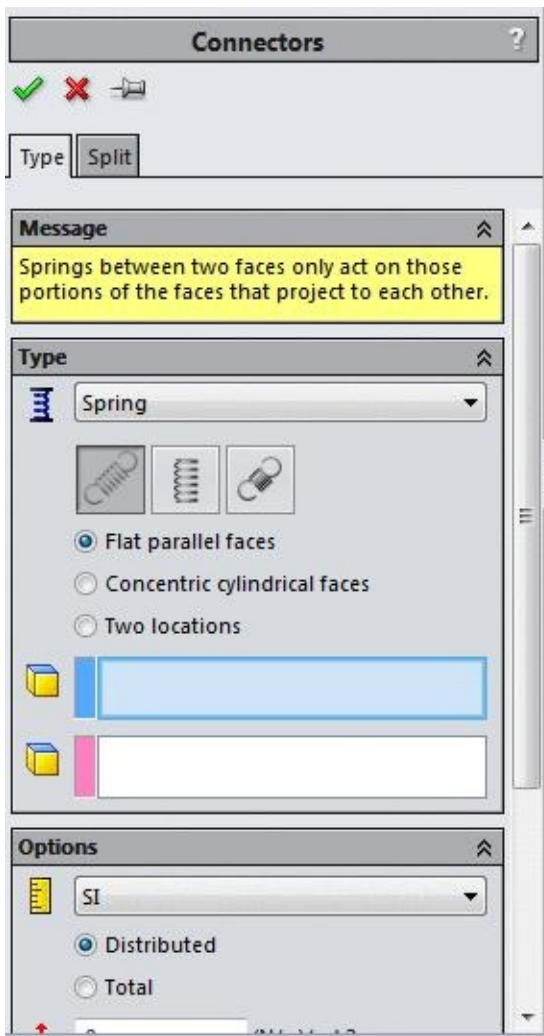 Connectors
?
Type Split
Message
Springs between two faces only act on those
portions of the faces that project to each other.
Type
Spring
Flat parallel faces
Concentric cylindrical faces
Two locations
Options
SI
Distributed
Total